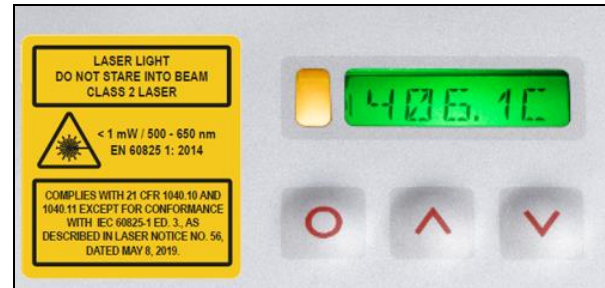 LASER LIGHT
DO NOT STARE INTO BEAM
CLASS 2 LASER
< 1 mW / 500 - 650 nm
EN 60825 1: 2014
COMPLIES WITH 21 CFR 1040.10 AND
1040.11 EXCEPT FOR CONFORMANCE
WITH IEC 60825-1 ED. 3., AS
DESCRIBED IN LASER NOTICE NO. 56,
DATED MAY 8, 2019.
406.1C